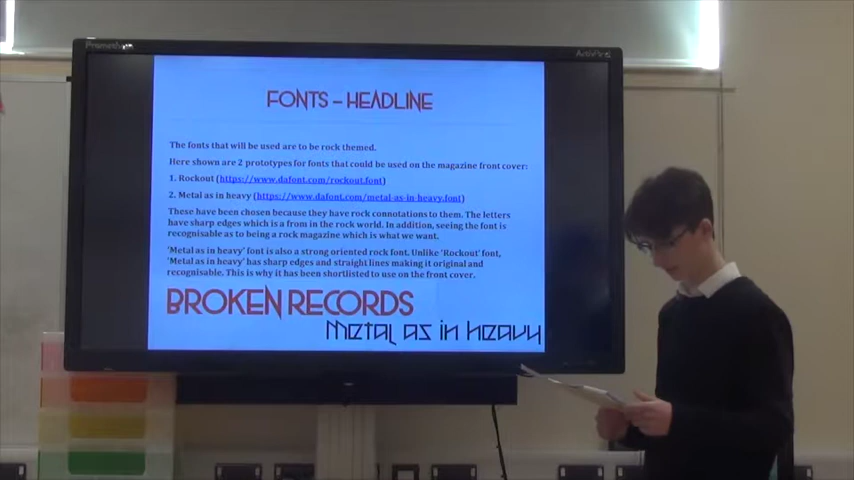 Promethean
ActivPanel
FONTS – HEADLINE
The fonts that will be used are to be rock themed.
Here shown are 2 prototypes for fonts that could be used on the magazine front cover:
1. Rockout (https://www.dafont.com/rockout.font)
2. Metal as in heavy (https://www.dafont.com/metal-as-in-heavy.font)
These have been chosen because they have rock connotations to them. The letters
have sharp edges which is a from in the rock world. In addition, seeing the font is
recognisable as to being a rock magazine which is what we want.
'Metal as in heavy' font is also a strong oriented rock font. Unlike 'Rockout' font,
'Metal as in heavy' has sharp edges and straight lines making it original and
recognisable. This is why it has been shortlisted to use on the front cover.
BROKEN RECORDS
Metal as in heavy